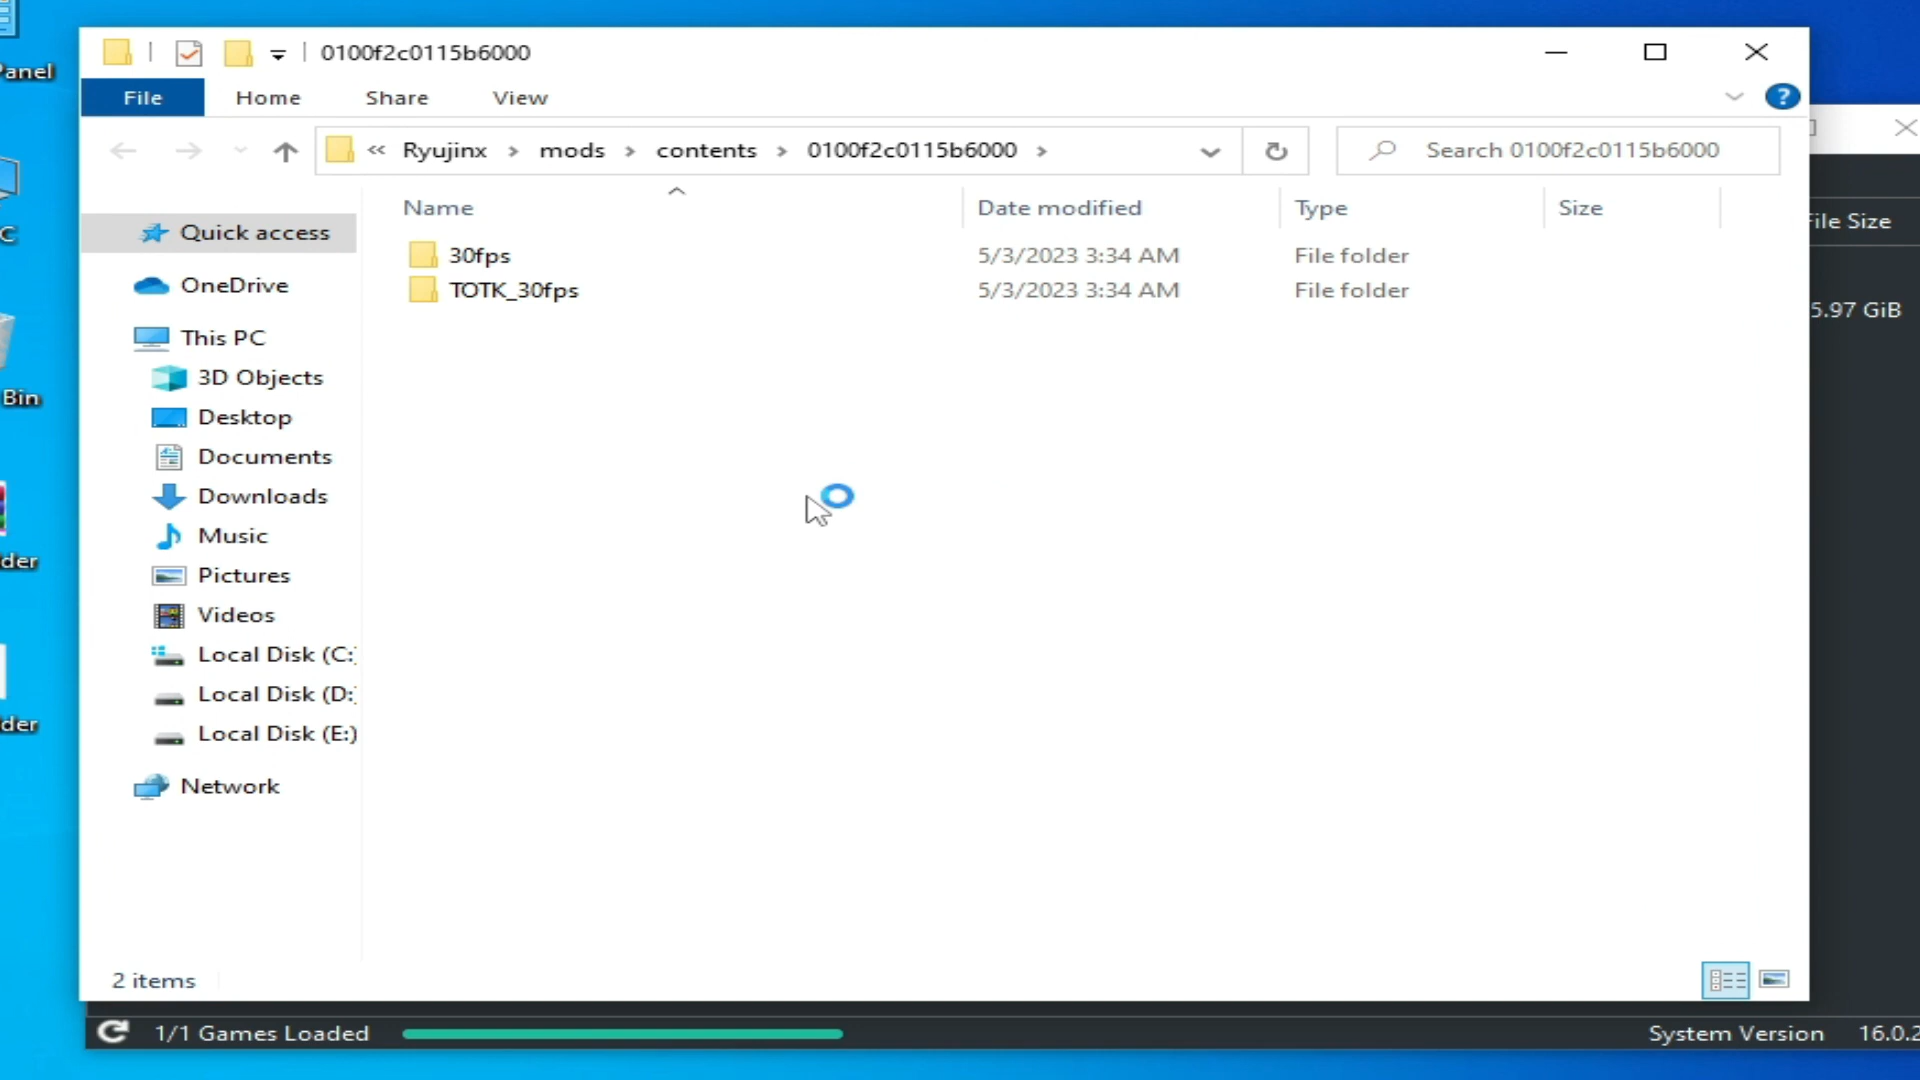 Panel
0100f2c0115b6000
File Home Share View
?
« Ryujinx > mods > contents > 0100f2c0115b6000 >
Search 0100f2c0115b6000
Name Date modified Type Size
File Size
Quick access
30fps 5/3/2023 3:34 AM File folder
C
OneDrive
TOTK_30fps 5/3/2023 3:34 AM File folder
5.97 GiB
This PC
3D Objects
Bin
Desktop
Documents
Downloads
Music
der
Pictures
Videos
Local Disk (C:)
Local Disk (D:)
der
Local Disk (E:)
Network
2 items
1/1 Games Loaded
System Version 16.0.2